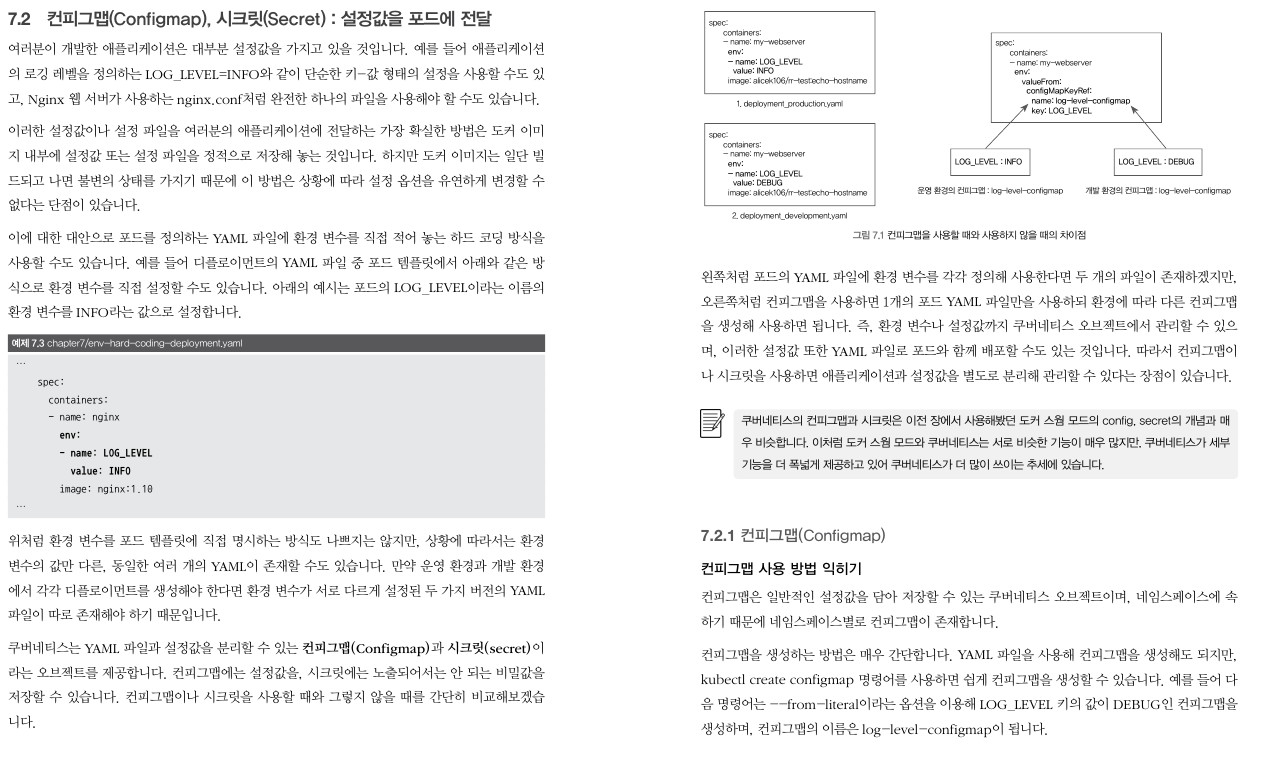 7.2 컨피그맵(Configmap), 시크릿(Secret) : 설정값을 포드에 전달
여러분이 개발한 애플리케이션은 대부분 설정값을 가지고 있을 것입니다. 예를 들어 애플리케이션
의 로깅 레벨을 정의하는 LOG_LEVEL=INFO와 같이 단순한 키-값 형태의 설정을 사용할 수도 있
고, Nginx 웹 서버가 사용하는 nginx.conf처럼 완전한 하나의 파일을 사용해야 할 수도 있습니다.
이러한 설정값이나 설정 파일을 여러분의 애플리케이션에 전달하는 가장 확실한 방법은 도커 이미
지 내부에 설정값 또는 설정 파일을 정적으로 저장해 놓는 것입니다. 하지만 도커 이미지는 일단 빌
드되고 나면 불변의 상태를 가지기 때문에 이 방법은 상황에 따라 설정 옵션을 유연하게 변경할 수
없다는 단점이 있습니다.
이에 대한 대안으로 포드를 정의하는 YAML 파일에 환경 변수를 직접 적어 놓는 하드 코딩 방식을
사용할 수도 있습니다. 예를 들어 디플로이먼트의 YAML 파일 중 포드 템플릿에서 아래와 같은 방
식으로 환경 변수를 직접 설정할 수도 있습니다. 아래의 예시는 포드의 LOG_LEVEL이라는 이름의
환경 변수를 INFO라는 값으로 설정합니다.
예제 7.3 chapter7/env-hard-coding-deployment.yaml
...
spec:
containers:
- name: nginx
env:
- name: LOG_LEVEL
value: INFO
image: nginx:1.10
...
위처럼 환경 변수를 포드 템플릿에 직접 명시하는 방식도 나쁘지는 않지만, 상황에 따라서는 환경
변수의 값만 다른, 동일한 여러 개의 YAML이 존재할 수도 있습니다. 만약 운영 환경과 개발 환경
에서 각각 디플로이먼트를 생성해야 한다면 환경 변수가 서로 다르게 설정된 두 가지 버전의 YAML
파일이 따로 존재해야 하기 때문입니다.
쿠버네티스는 YAML 파일과 설정값을 분리할 수 있는 컨피그맵(Configmap)과 시크릿(secret)이
라는 오브젝트를 제공합니다. 컨피그맵에는 설정값을, 시크릿에는 노출되어서는 안 되는 비밀값을
저장할 수 있습니다. 컨피그맵이나 시크릿을 사용할 때와 그렇지 않을 때를 간단히 비교해보겠습
니다.
spec:
containers:
- name: my-webserver
env:
- name: LOG_LEVEL
value: INFO
image: alicek106/rr-test:echo-hostname
1. deployment_production.yaml
spec:
containers:
- name: my-webserver
env:
- name: LOG_LEVEL
value: DEBUG
image: alicek106/rr-test:echo-hostname
2. deployment_development.yaml
spec:
containers:
- name: my-webserver
env:
valueFrom:
configMapKeyRef:
name: log-level-configmap
key: LOG_LEVEL
LOG_LEVEL : INFO
LOG_LEVEL : DEBUG
운영 환경의 컨피그맵 : log-level-configmap
개발 환경의 컨피그맵 : log-level-configmap
그림 7.1 컨피그맵을 사용할 때와 사용하지 않을 때의 차이점
왼쪽처럼 포드의 YAML 파일에 환경 변수를 각각 정의해 사용한다면 두 개의 파일이 존재하겠지만,
오른쪽처럼 컨피그맵을 사용하면 1개의 포드 YAML 파일만을 사용하되 환경에 따라 다른 컨피그맵
을 생성해 사용하면 됩니다. 즉, 환경 변수나 설정값까지 쿠버네티스 오브젝트에서 관리할 수 있으
며, 이러한 설정값 또한 YAML 파일로 포드와 함께 배포할 수도 있는 것입니다. 따라서 컨피그맵이
나 시크릿을 사용하면 애플리케이션과 설정값을 별도로 분리해 관리할 수 있다는 장점이 있습니다.
쿠버네티스의 컨피그맵과 시크릿은 이전 장에서 사용해봤던 도커 스웜 모드의 config, secret의 개념과 매
우 비슷합니다. 이처럼 도커 스웜 모드와 쿠버네티스는 서로 비슷한 기능이 매우 많지만, 쿠버네티스가 세부
기능을 더 폭넓게 제공하고 있어 쿠버네티스가 더 많이 쓰이는 추세에 있습니다.
7.2.1 컨피그맵(Configmap)
컨피그맵 사용 방법 익히기
컨피그맵은 일반적인 설정값을 담아 저장할 수 있는 쿠버네티스 오브젝트이며, 네임스페이스에 속
하기 때문에 네임스페이스별로 컨피그맵이 존재합니다.
컨피그맵을 생성하는 방법은 매우 간단합니다. YAML 파일을 사용해 컨피그맵을 생성해도 되지만,
kubectl create configmap 명령어를 사용하면 쉽게 컨피그맵을 생성할 수 있습니다. 예를 들어 다
음 명령어는 --from-literal이라는 옵션을 이용해 LOG_LEVEL 키의 값이 DEBUG인 컨피그맵을
생성하며, 컨피그맵의 이름은 log-level-configmap이 됩니다.